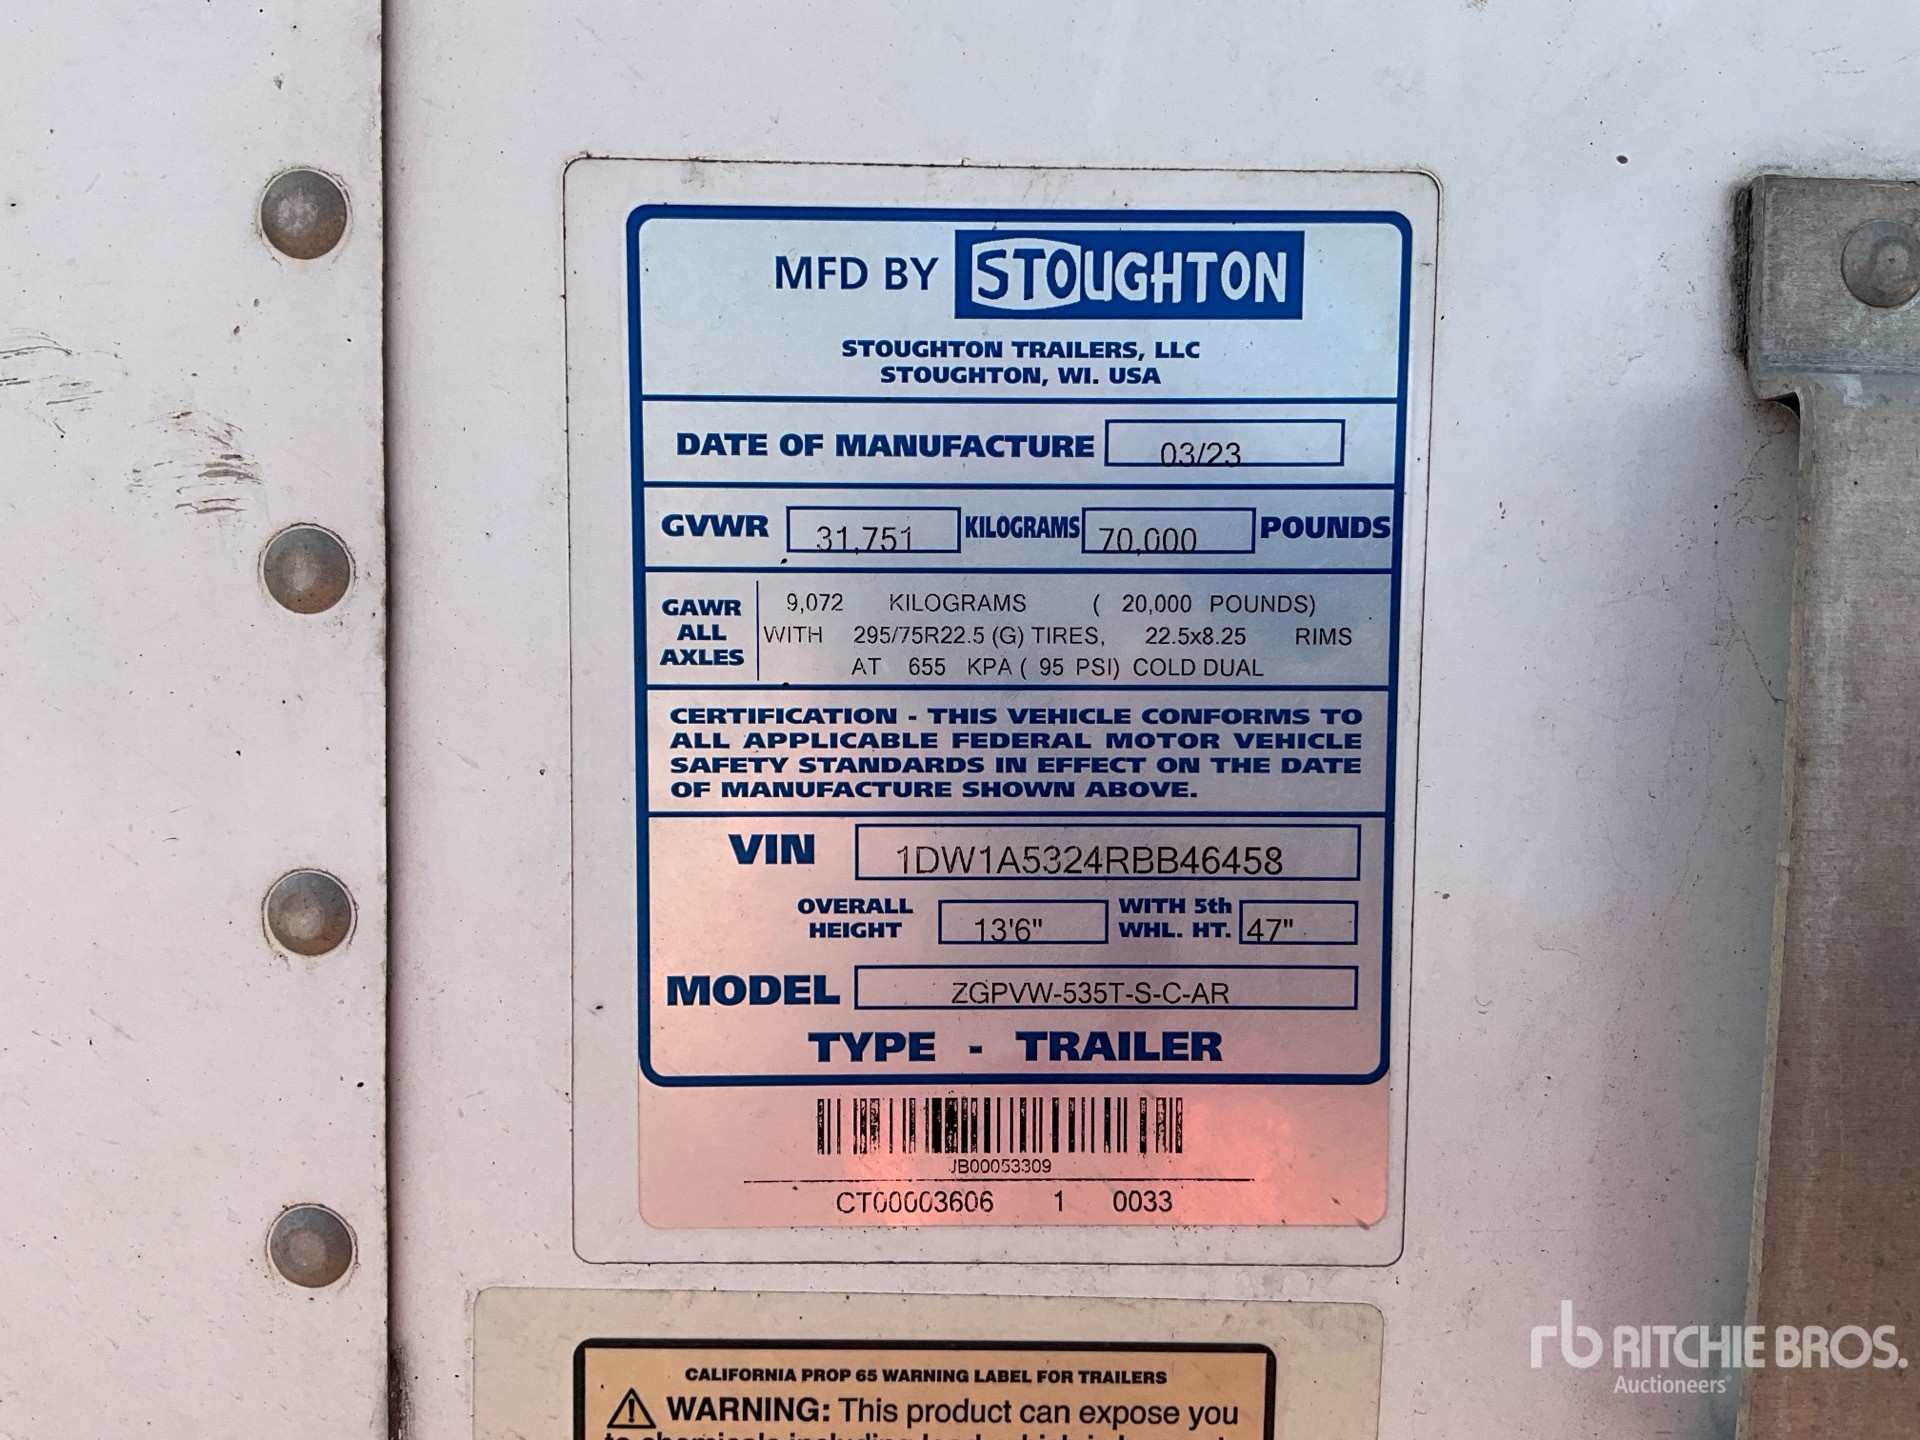 MFD BY STOUGHTON
STOUGHTON TRAILERS, LLC
STOUGHTON, WI. USA
DATE OF MANUFACTURE 03/23
GVWR 31,751 KILOGRAMS 70,000 POUNDS
GAWR ALL AXLES
9,072 KILOGRAMS ( 20,000 POUNDS)
WITH 295/75R22.5 (G) TIRES, 22.5x8.25 RIMS
AT 655 KPA ( 95 PSI) COLD DUAL
CERTIFICATION - THIS VEHICLE CONFORMS TO
ALL APPLICABLE FEDERAL MOTOR VEHICLE
SAFETY STANDARDS IN EFFECT ON THE DATE
OF MANUFACTURE SHOWN ABOVE.
VIN 1DW1A5324RBB46458
OVERALL HEIGHT 13'6" WITH 5th WHL. HT. 47"
MODEL ZGPVW-535T-S-C-AR
TYPE - TRAILER
JB00053309
CT00003606 1 0033
CALIFORNIA PROP 65 WARNING LABEL FOR TRAILERS
WARNING: This product can expose you
rb RITCHIE BROS.
Auctioneers